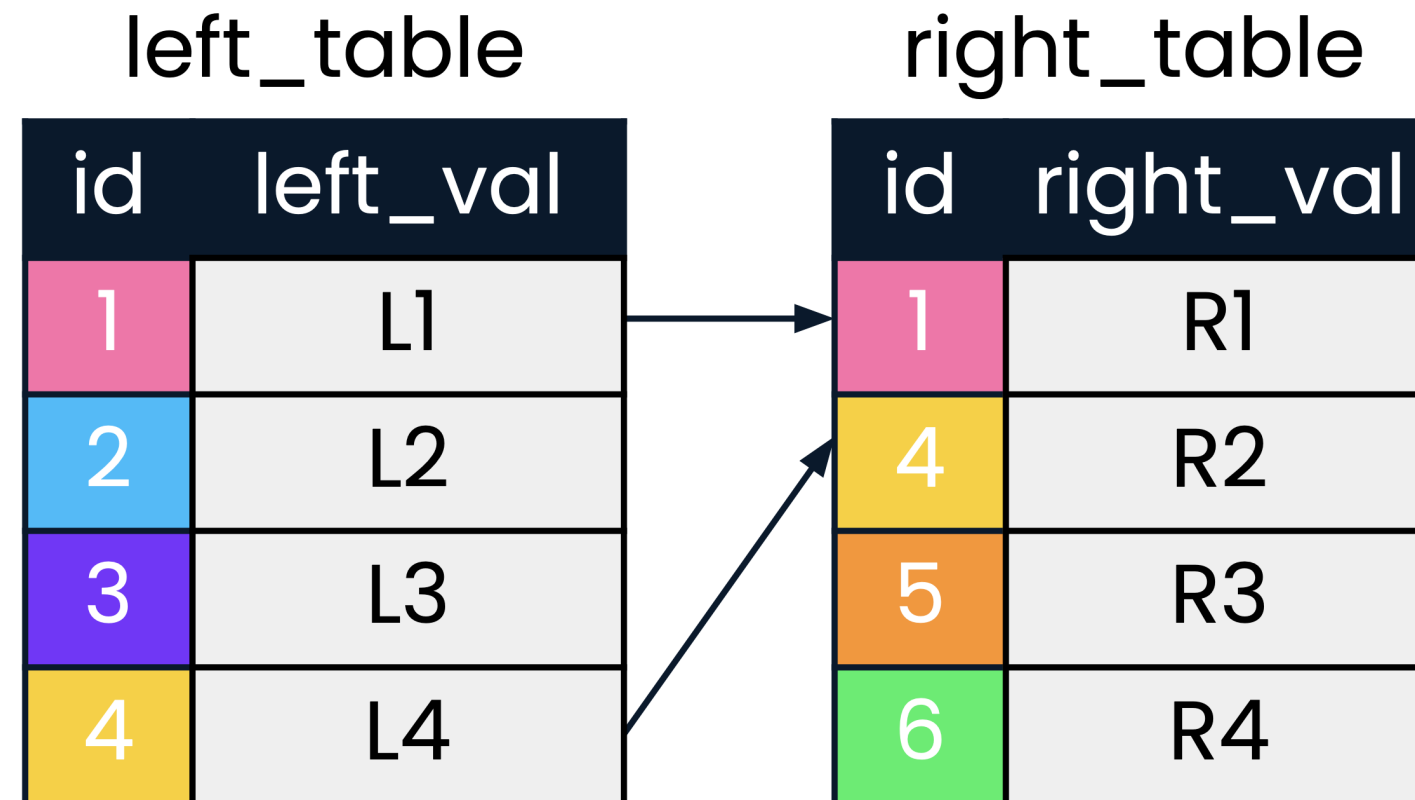 left_table right_table
id left_val id right_val
1 L1 1 R1
2 L2 4 R2
3 L3 5 R3
4 L4 6 R4